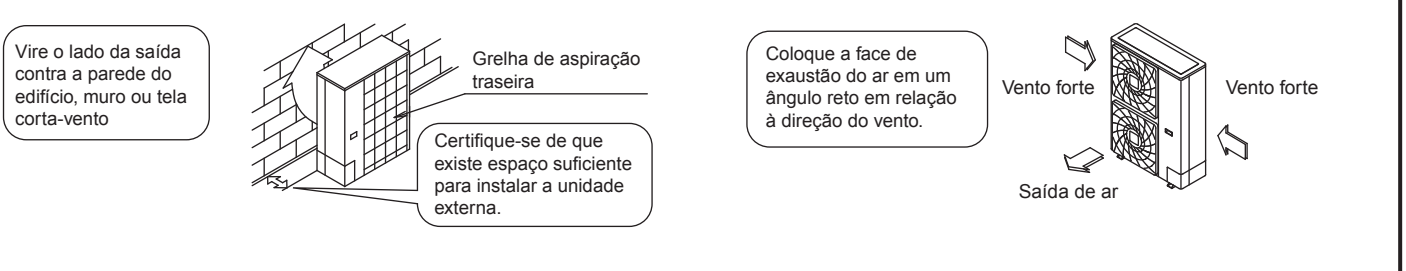 Vire o lado da saída
contra a parede do
edifício, muro ou tela
corta-vento
Grelha de aspiração
traseira
Certifique-se de que
existe espaço suficiente
para instalar a unidade
externa.
Coloque a face de
exaustão do ar em um
ângulo reto em relação
à direção do vento.
Vento forte
Vento forte
Saída de ar